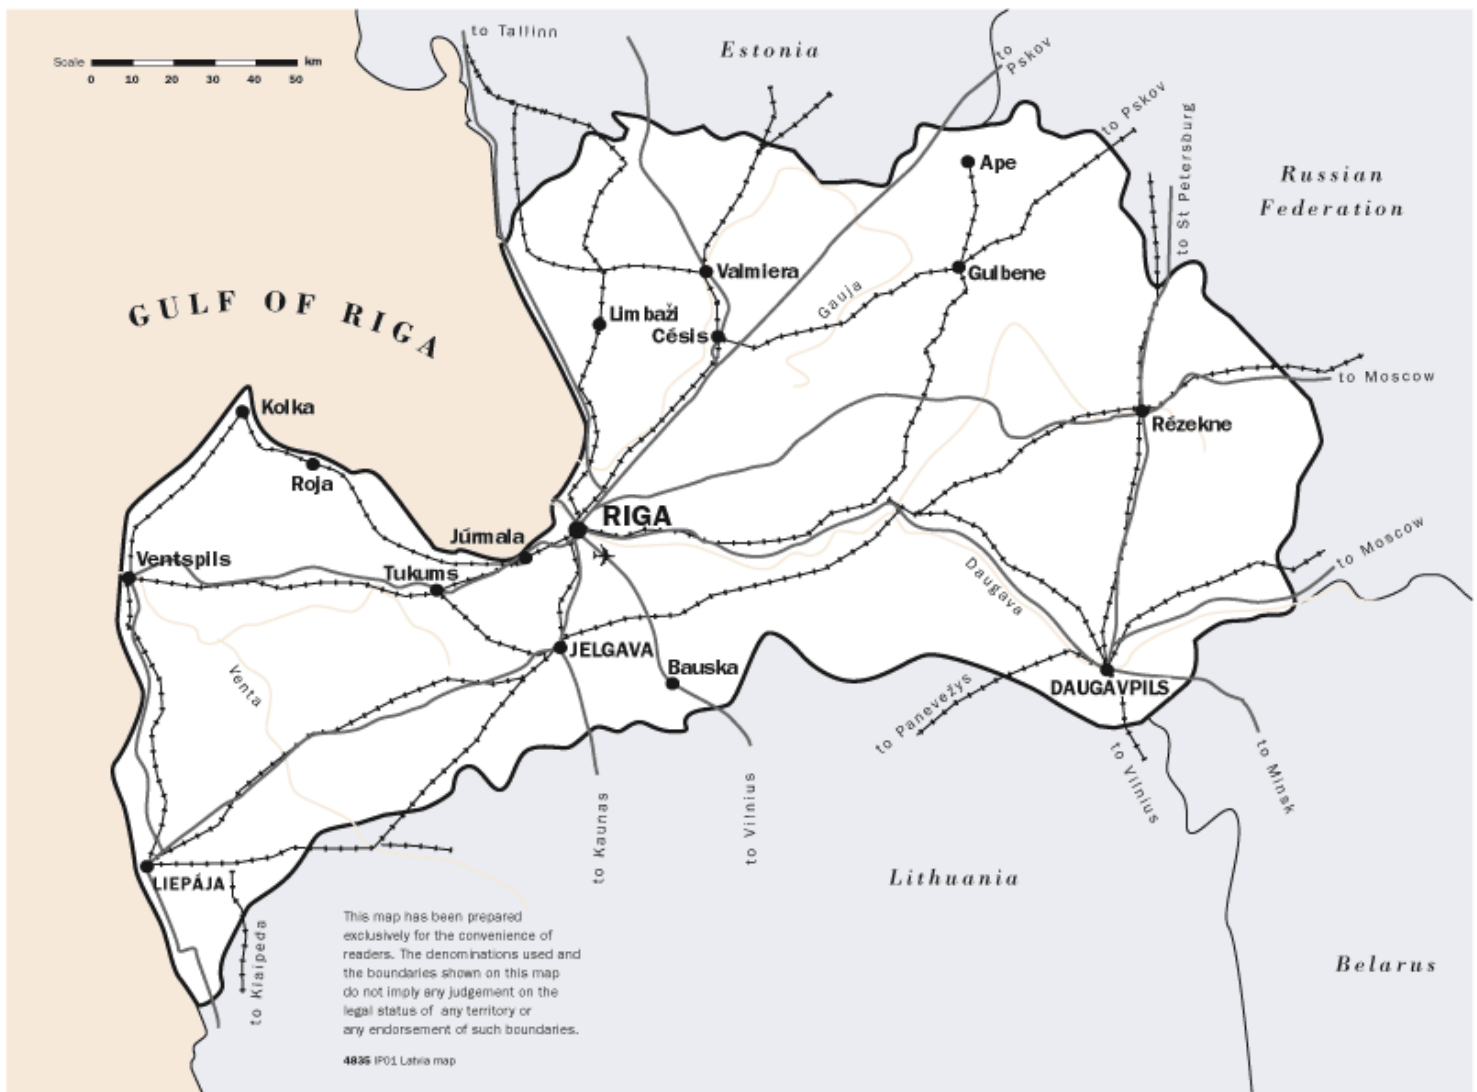 to Tallinn
Estonia
to
Pskov
Scale
km
0 10 20 30 40 50
to Pskov
to St Petersburg
Ape
Russian
Federation
Valmiera
Gulbene
Gauja
GULF OF RIGA
Limbaži
Césis
to Moscow
Kolka
Rézekne
Roja
RIGA
Júrmala
Ventspils
Tukums
to Moscow
Daugava
JELGAVA
Bauska
Venta
DAUGAVPILS
to Panevežys
to Vilnius
to Minsk
to Kaunas
to Vilnius
LIEPÁJA
Lithuania
to Klaipeda
Belarus
This map has been prepared
exclusively for the convenience of
readers. The denominations used and
the boundaries shown on this map
do not imply any judgement on the
legal status of any territory or
any endorsement of such boundaries.
4835 IP01 Latvia map